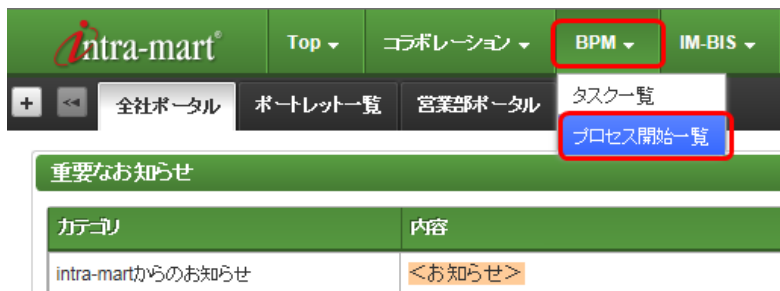 intra-mart® Top コラボレーション BPM IM-BIS
+ << 全社ポータル ポートレット一覧 営業部ポータル
タスク一覧
プロセス開始一覧
重要なお知らせ
カテゴリ 内容
intra-martからのお知らせ <お知らせ>